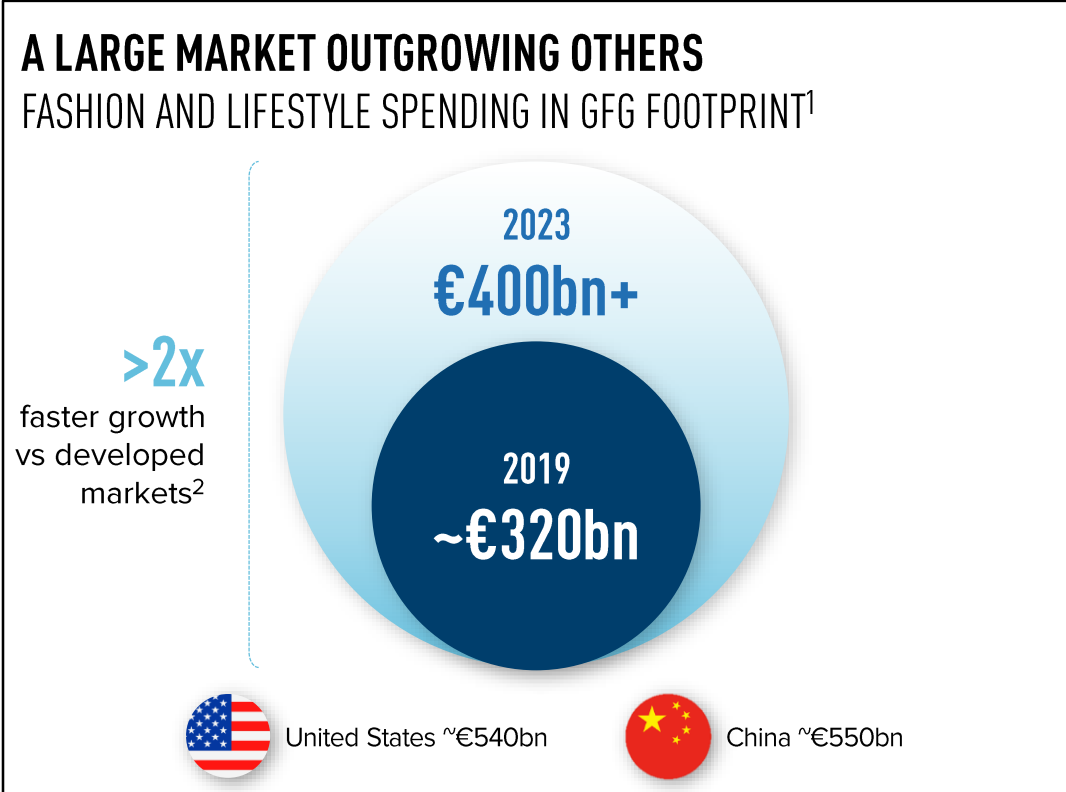 A LARGE MARKET OUTGROWING OTHERS
FASHION AND LIFESTYLE SPENDING IN GFG FOOTPRINT¹
2023
€400bn+
>2x
faster growth
vs developed
markets²
2019
~€320bn
United States ~€540bn
China ~€550bn